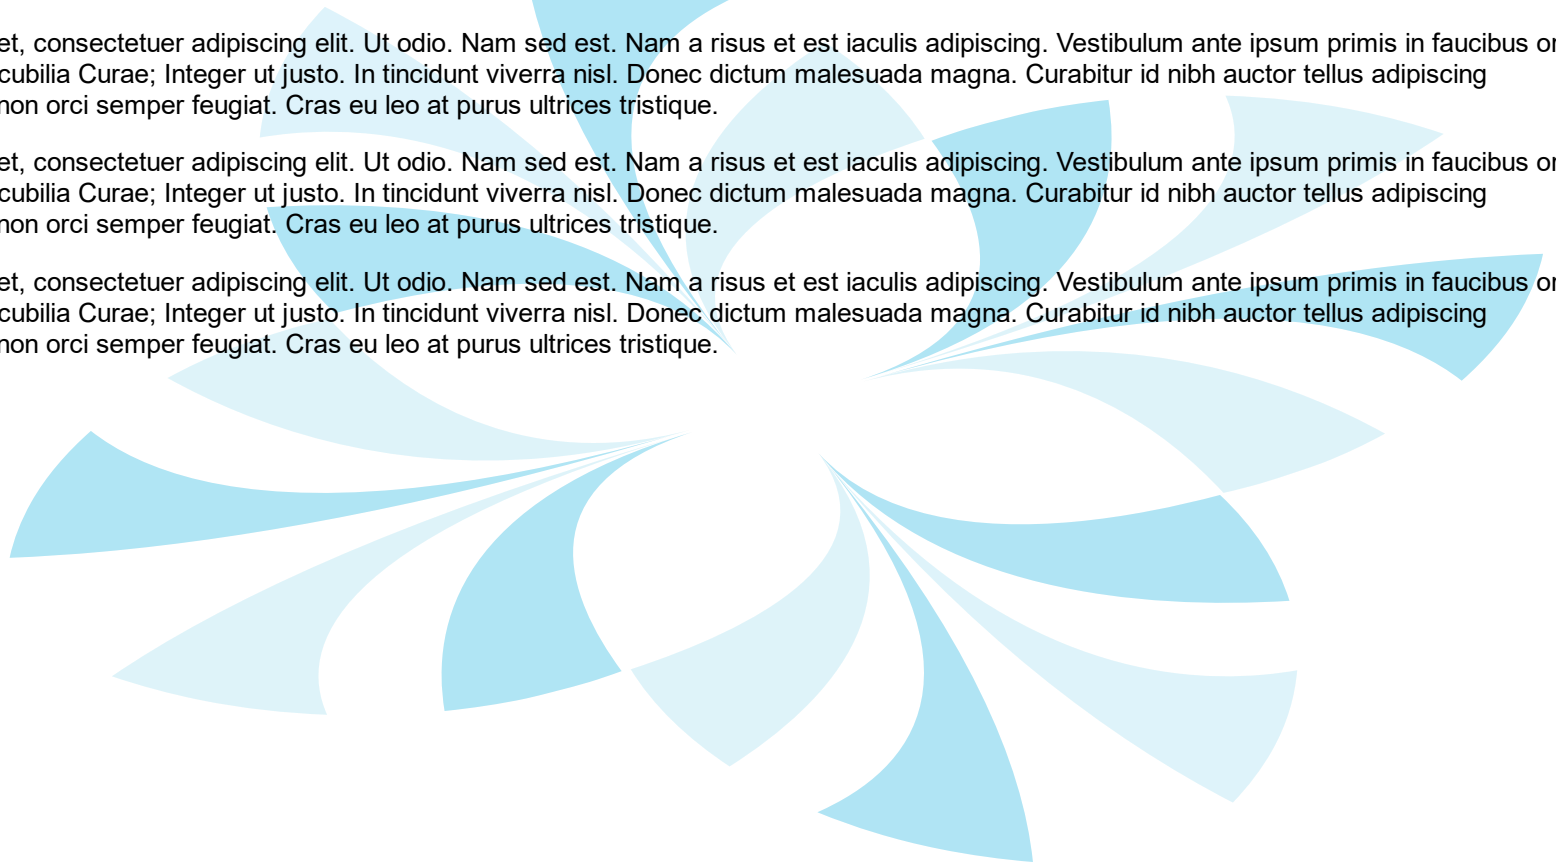 et, consectetuer adipiscing elit. Ut odio. Nam sed est. Nam a risus et est iaculis adipiscing. Vestibulum ante ipsum primis in faucibus or
cubilia Curae; Integer ut justo. In tincidunt viverra nisl. Donec dictum malesuada magna. Curabitur id nibh auctor tellus adipiscing
non orci semper feugiat. Cras eu leo at purus ultrices tristique.
et, consectetuer adipiscing elit. Ut odio. Nam sed est. Nam a risus et est iaculis adipiscing. Vestibulum ante ipsum primis in faucibus or
cubilia Curae; Integer ut justo. In tincidunt viverra nisl. Donec dictum malesuada magna. Curabitur id nibh auctor tellus adipiscing
non orci semper feugiat. Cras eu leo at purus ultrices tristique.
et, consectetuer adipiscing elit. Ut odio. Nam sed est. Nam a risus et est iaculis adipiscing. Vestibulum ante ipsum primis in faucibus or
cubilia Curae; Integer ut justo. In tincidunt viverra nisl. Donec dictum malesuada magna. Curabitur id nibh auctor tellus adipiscing
non orci semper feugiat. Cras eu leo at purus ultrices tristique.